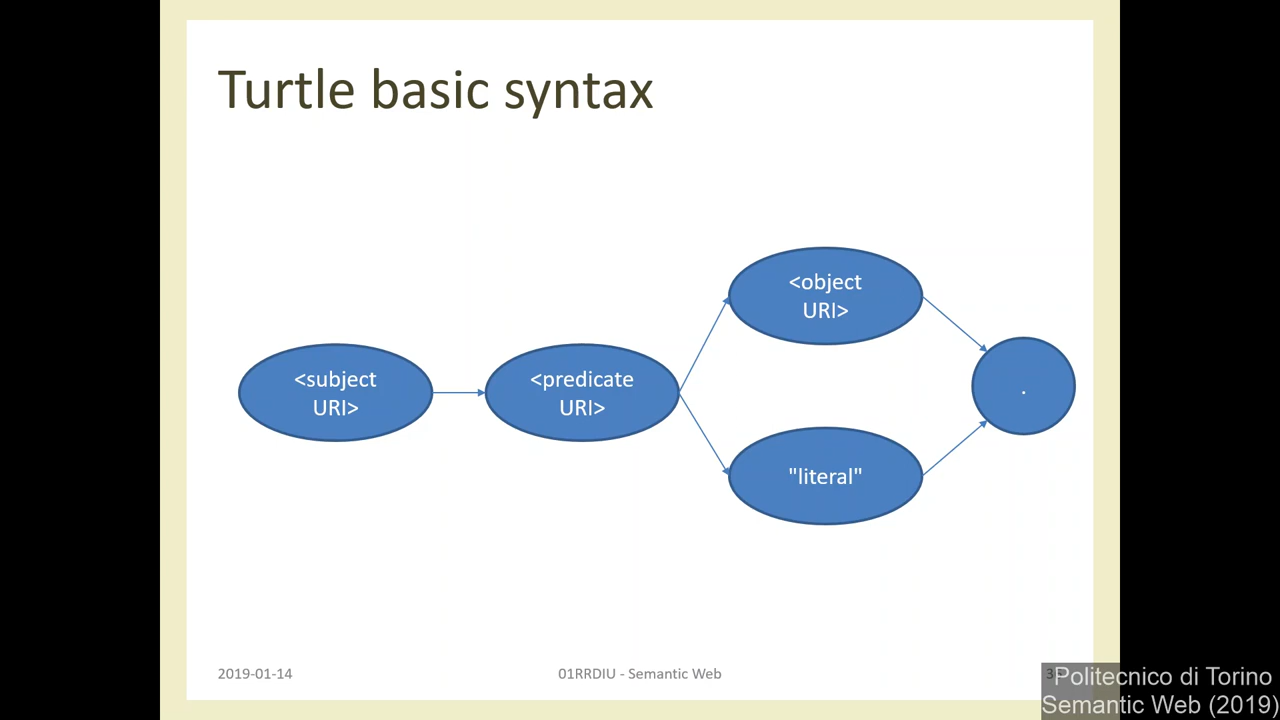 Turtle basic syntax
<object
URI>
<subject
URI>
<predicate
URI>
.
"literal"
2019-01-14
01RRDIU - Semantic Web
Politecnico di Torino
Semantic Web (2019)